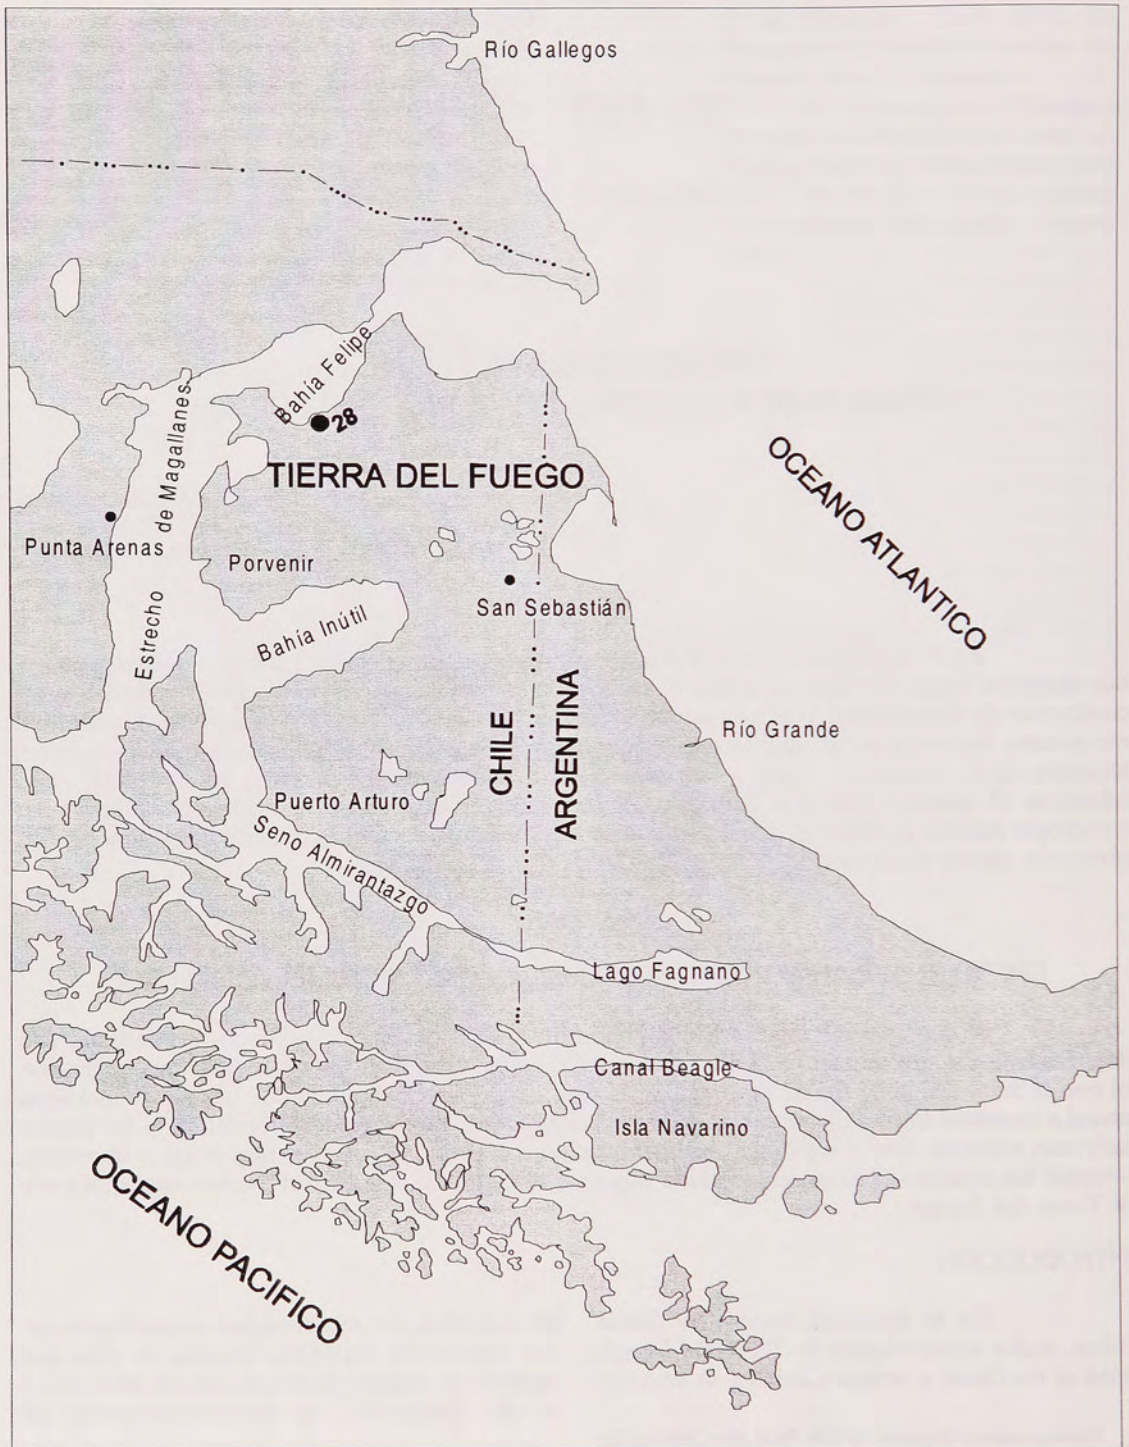 Río Gallegos
Bahía Felipe
28
de Magallanes
TIERRA DEL FUEGO
OCEANO ATLANTICO
Punta Arenas
Porvenir
San Sebastián
Estrecho
Bahía Inútil
CHILE
ARGENTINA
Río Grande
Puerto Arturo
Seno Almirantazgo
Lago Fagnano
Canal Beagle
Isla Navarino
OCEANO PACIFICO